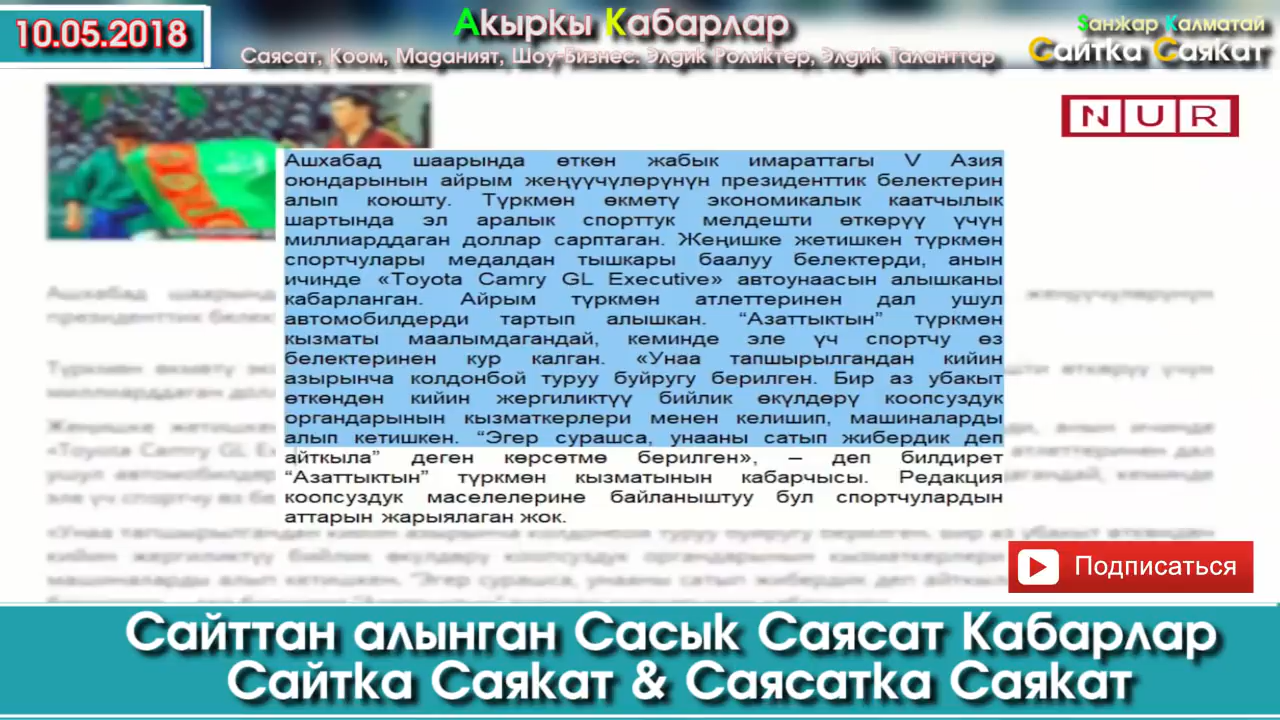 10.05.2018
Акыркы Кабарлар
Саясат, Коом, Маданият, Шоу-Бизнес. Элдик Роликтер, Элдик Таланттар
Sанжар Калматай
Сайтка Саякат
NUR
Ашхабад шаарында өткөн жабык имараттагы V Азия
оюндарынын айрым жеңүүчүлөрүнүн президенттик белектерин
алып коюшту. Түркмөн өкмөтү экономикалык каатчылык
шартында эл аралык спорттук мелдешти өткөрүү үчүн
миллиарддаган доллар сарптаган. Жеңишке жетишкен түркмөн
спортчулары медалдан тышкары баалуу белектерди, анын
ичинде «Toyota Camry GL Executive» автоунаасын алышканы
кабарланган. Айрым түркмөн атлеттеринен дал ушул
автомобилдерди тартып алышкан. “Азаттыктын” түркмөн
кызматы маалымдагандай, кеминде эле үч спортчу өз
белектеринен кур калган. «Унаа тапшырылгандан кийин
азырынча колдонбой туруу буйругу берилген. Бир аз убакыт
өткөндөн кийин жергиликтүү бийлик өкүлдөрү коопсуздук
органдарынын кызматкерлери менен келишип, машиналарды
алып кетишкен. “Эгер сурашса, унааны сатып жибердик деп
айткыла” деген көрсөтмө берилген», – деп билдирет
“Азаттыктын” түркмөн кызматынын кабарчысы. Редакция
коопсуздук маселелерине байланыштуу бул спортчулардын
аттарын жарыялаган жок.
Подписаться
Сайттан алынган Сасык Саясат Кабарлар
Сайтка Саякат & Саясатка Саякат